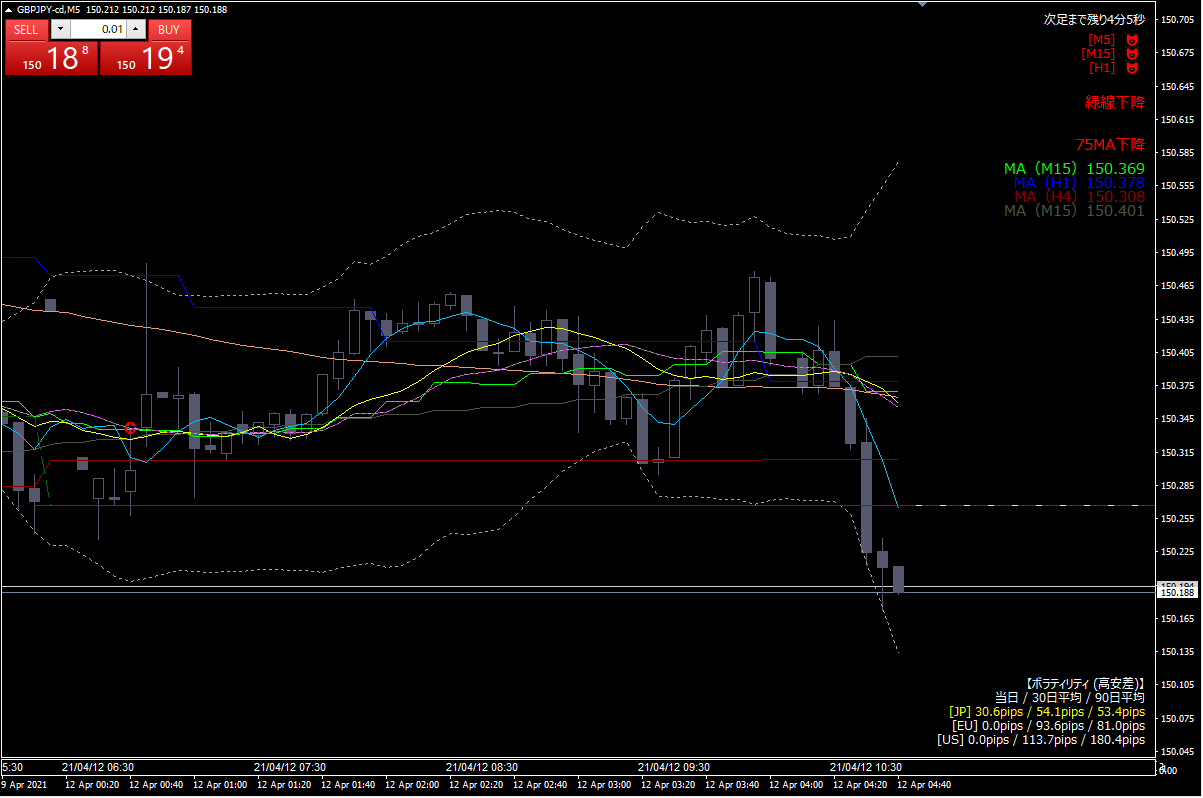 GBPJPY-cd,M5 150.212 150.212 150.187 150.188
SELL
0.01
BUY
150 18 8
150 19 4
次足まで残り4分5秒
[M5]
[M15]
[H1]
緑線下降
75MA下降
MA (M15) 150.369
MA (H1) 150.378
MA (H4) 150.308
MA (M15) 150.401
150.705
150.675
150.645
150.615
150.585
150.555
150.525
150.495
150.465
150.435
150.405
150.375
150.345
150.315
150.285
150.255
150.225
150.194
150.188
150.165
150.135
150.105
150.075
150.045
【ボラティリティ (高安差)】
当日 / 30日平均 / 90日平均
[JP] 30.6pips / 54.1pips / 53.4pips
[EU] 0.0pips / 93.6pips / 81.0pips
[US] 0.0pips / 113.7pips / 180.4pips
5:30
21/04/12 06:30
21/04/12 07:30
21/04/12 08:30
21/04/12 09:30
21/04/12 10:30
9 Apr 2021
12 Apr 00:20
12 Apr 00:40
12 Apr 01:00
12 Apr 01:20
12 Apr 01:40
12 Apr 02:00
12 Apr 02:20
12 Apr 02:40
12 Apr 03:00
12 Apr 03:20
12 Apr 03:40
12 Apr 04:00
12 Apr 04:20
12 Apr 04:40